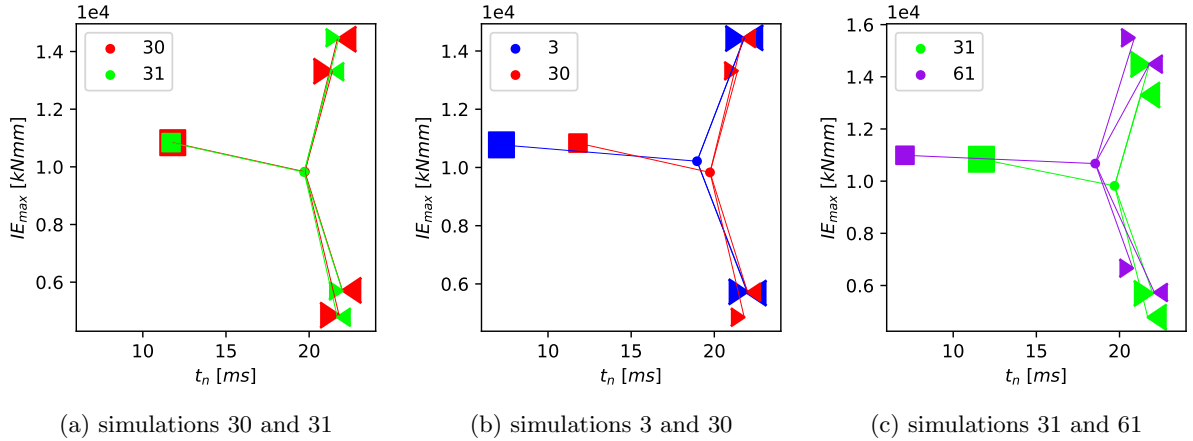 1e4
1.4
1.2
1.0
0.8
0.6
10
15
20
IE_max [kNmm]
t_n [ms]
30
31
(a) simulations 30 and 31
1e4
1.4
1.2
1.0
0.8
0.6
10
15
20
IE_max [kNmm]
t_n [ms]
3
30
(b) simulations 3 and 30
1e4
1.6
1.4
1.2
1.0
0.8
0.6
10
15
20
IE_max [kNmm]
t_n [ms]
31
61
(c) simulations 31 and 61